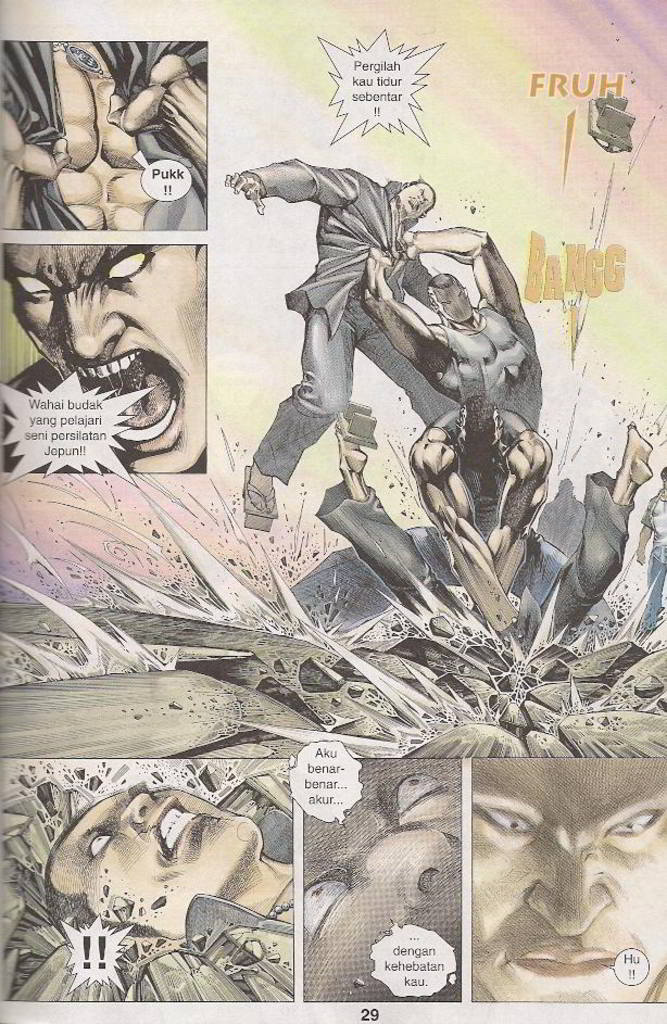 Pukk
!!
Wahai budak
yang pelajari
seni persilatan
Jepun!!
Pergilah
kau tidur
sebentar
!!
FRUH
!
BANGG
!
!!
Aku
benar-
benar...
akur...
...
dengan
kehebatan
kau.
Hu
!!
29